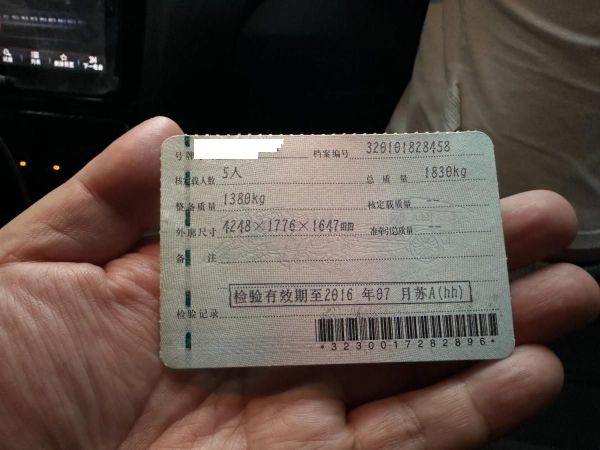 号牌 档案编号 320101828458
核定载人数 5人 总质量 1830kg
整备质量 1380kg 核定载质量 --
外廓尺寸 4248×1776×1647mm 准牵引总质量 --
备注
检验有效期至2016 年07 月苏A(hh)
检验记录
*3230017282896*